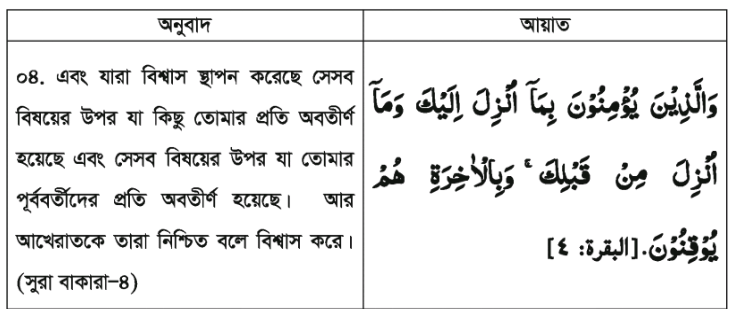 অনুবাদ
আয়াত
০৪. এবং যারা বিশ্বাস স্থাপন করেছে সেসব
বিষয়ের উপর যা কিছু তোমার প্রতি অবতীর্ণ
হয়েছে এবং সেসব বিষয়ের উপর যা তোমার
পূর্ববর্তীদের প্রতি অবতীর্ণ হয়েছে। আর
আখেরাতকে তারা নিশ্চিত বলে বিশ্বাস করে।
(সুরা বাকারা-৪)
وَالَّذِيْنَ يُؤْمِنُوْنَ بِمَآ اُنْزِلَ اِلَيْكَ وَمَآ
اُنْزِلَ مِنْ قَبْلِكَ ۚ وَبِالْاٰخِرَةِ هُمْ
يُوْقِنُوْنَ.[البقرة: ٤]